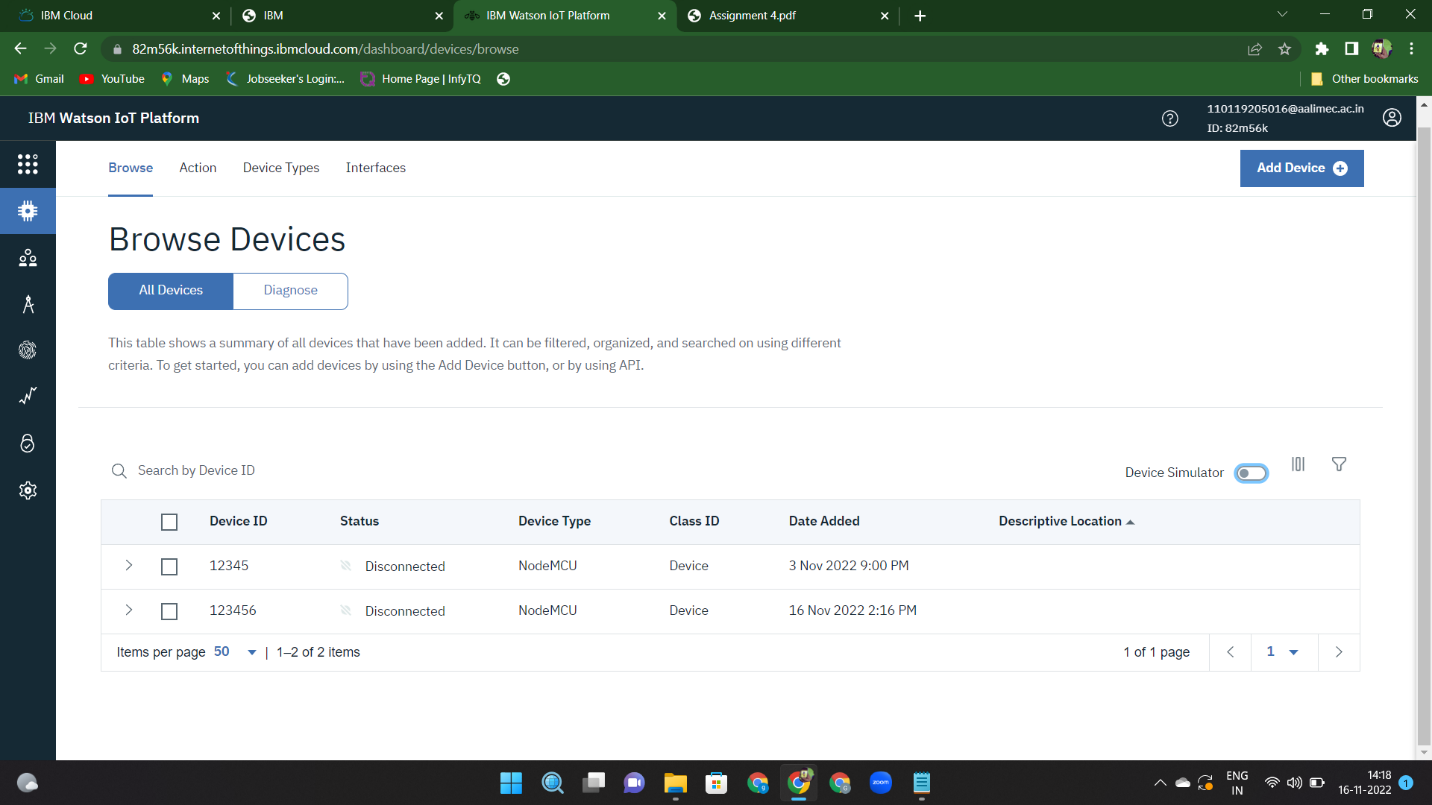 IBM Cloud
IBM
IBM Watson IoT Platform
Assignment 4.pdf
82m56k.internetofthings.ibmcloud.com/dashboard/devices/browse
Gmail YouTube Maps Jobseeker's Login:... Home Page | InfyTQ Other bookmarks
IBM Watson IoT Platform
110119205016@aalimec.ac.in
ID: 82m56k
Browse Action Device Types Interfaces Add Device
Browse Devices
All Devices Diagnose
This table shows a summary of all devices that have been added. It can be filtered, organized, and searched on using different
criteria. To get started, you can add devices by using the Add Device button, or by using API.
Search by Device ID Device Simulator
Device ID Status Device Type Class ID Date Added Descriptive Location
12345 Disconnected NodeMCU Device 3 Nov 2022 9:00 PM
123456 Disconnected NodeMCU Device 16 Nov 2022 2:16 PM
Items per page 50 | 1–2 of 2 items 1 of 1 page 1
zoom
ENG
IN
14:18
16-11-2022
1